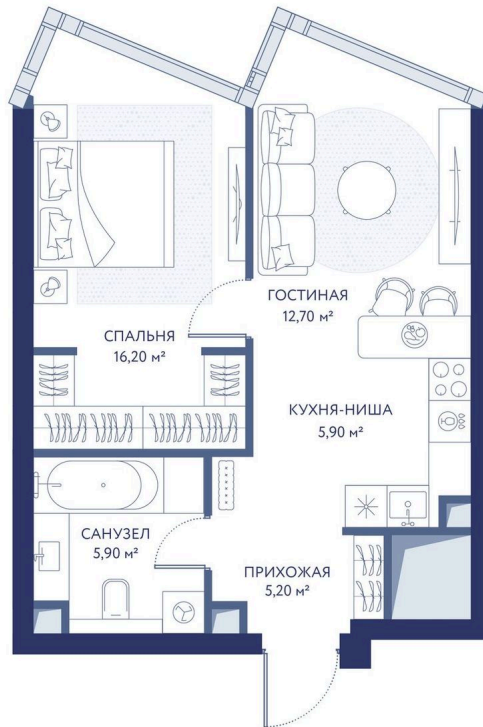 ГОСТИНАЯ
12,70 м²
СПАЛЬНЯ
16,20 м²
КУХНЯ-НИША
5,90 м²
САНУЗЕЛ
5,90 м²
ПРИХОЖАЯ
5,20 м²